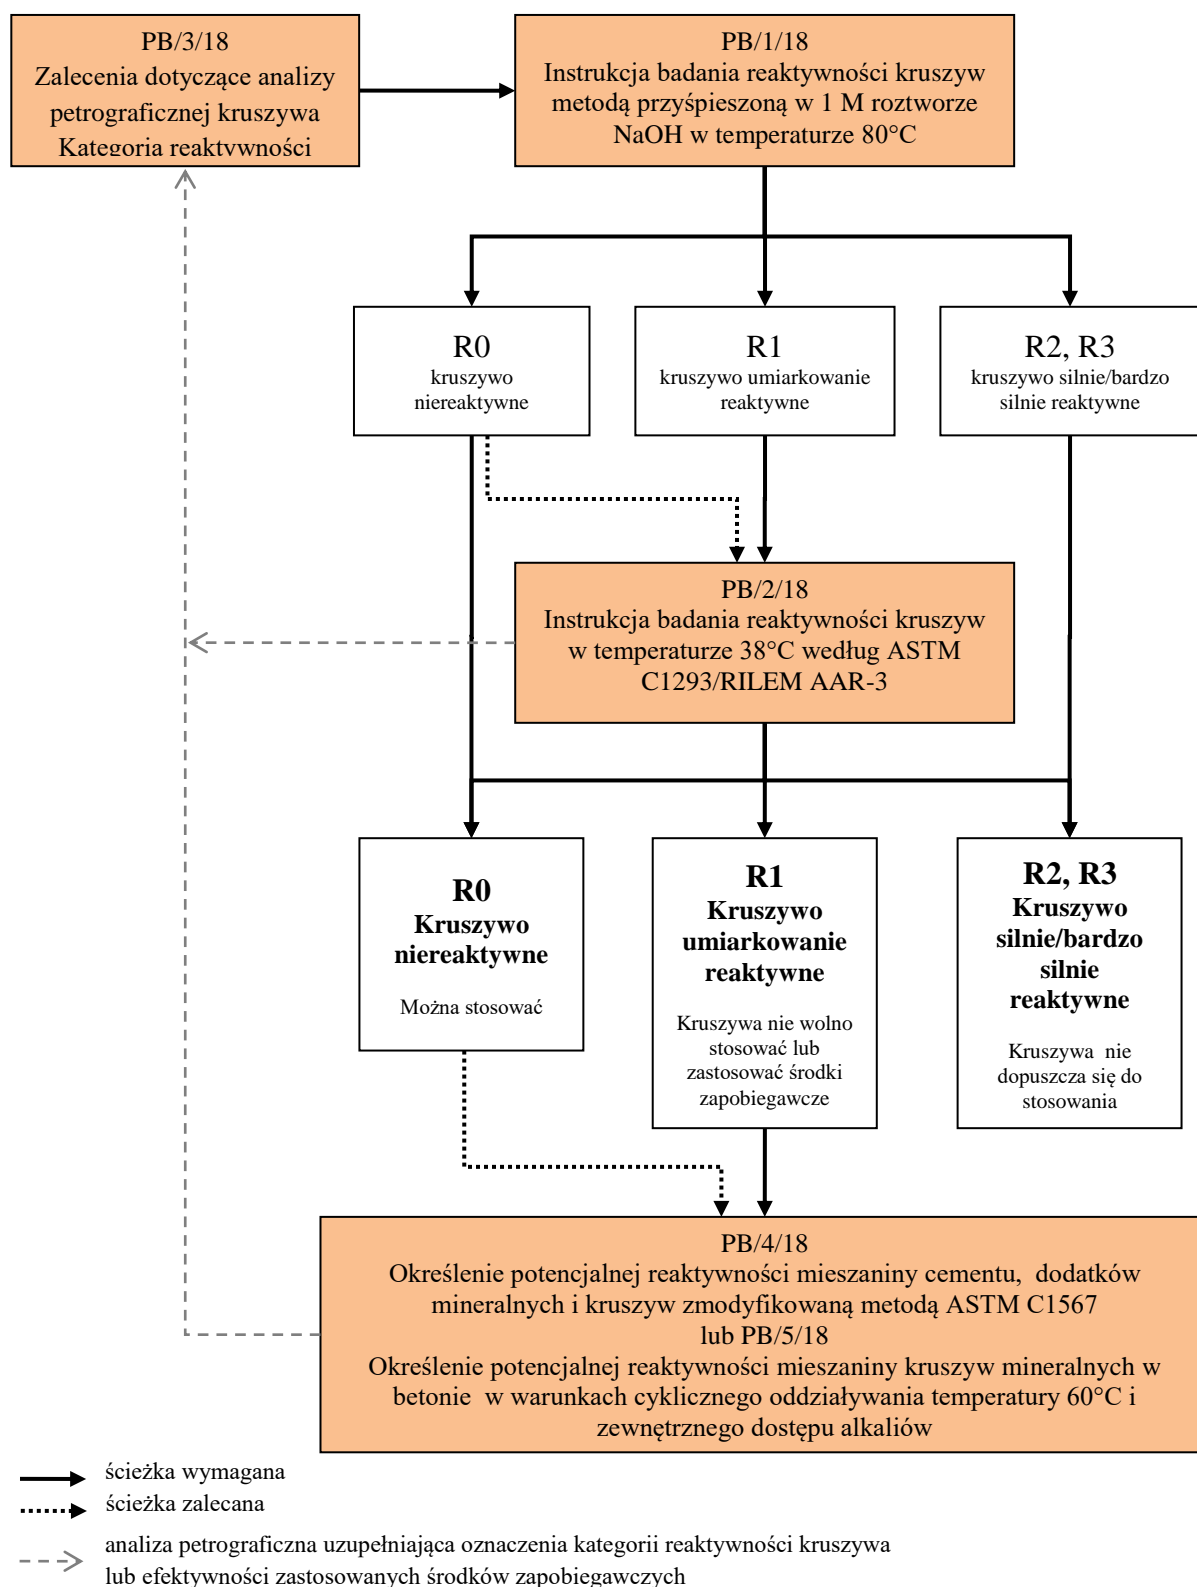 PB/3/18
Zalecenia dotyczące analizy
petrograficznej kruszywa
Kategoria reaktywności
PB/1/18
Instrukcja badania reaktywności kruszyw
metodą przyśpieszoną w 1 M roztworze
NaOH w temperaturze 80°C
R0
kruszywo
niereaktywne
R1
kruszywo umiarkowanie
reaktywne
R2, R3
kruszywo silnie/bardzo
silnie reaktywne
PB/2/18
Instrukcja badania reaktywności kruszyw
w temperaturze 38°C według ASTM
C1293/RILEM AAR-3
R0
Kruszywo
niereaktywne
Można stosować
R1
Kruszywo
umiarkowanie
reaktywne
Kruszywa nie wolno
stosować lub
zastosować środki
zapobiegawcze
R2, R3
Kruszywo
silnie/bardzo
silnie
reaktywne
Kruszywa nie
dopuszcza się do
stosowania
PB/4/18
Określenie potencjalnej reaktywności mieszaniny cementu, dodatków
mineralnych i kruszyw zmodyfikowaną metodą ASTM C1567
lub PB/5/18
Określenie potencjalnej reaktywności mieszaniny kruszyw mineralnych w
betonie w warunkach cyklicznego oddziaływania temperatury 60°C i
zewnętrznego dostępu alkaliów
ścieżka wymagana
ścieżka zalecana
analiza petrograficzna uzupełniająca oznaczenia kategorii reaktywności kruszywa
lub efektywności zastosowanych środków zapobiegawczych